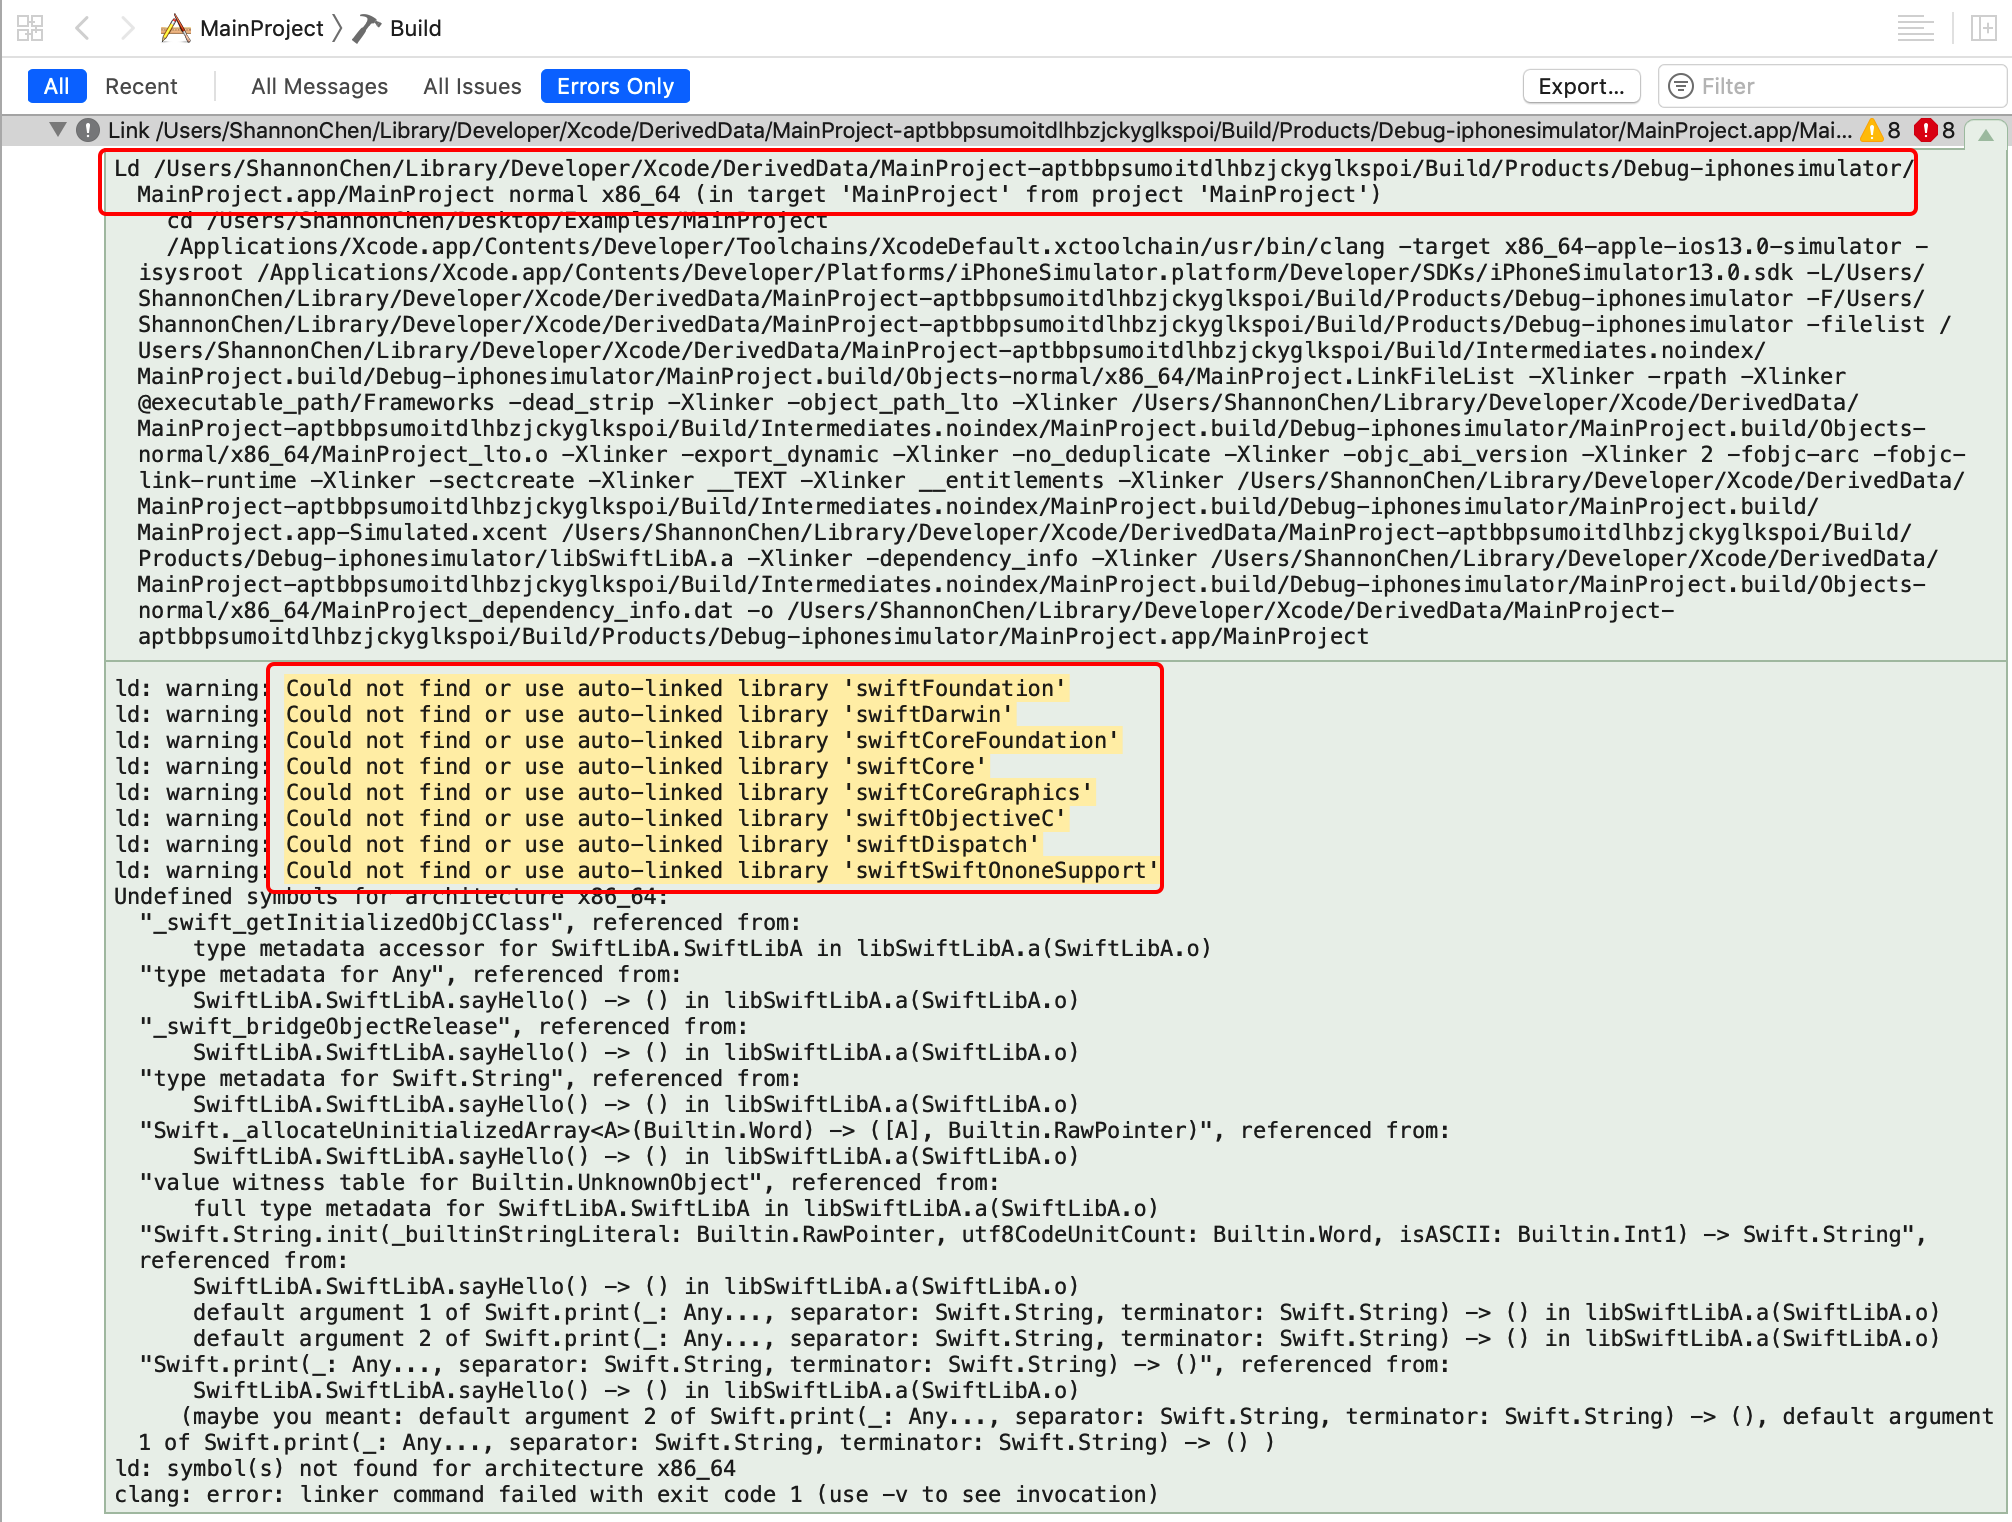 MainProject 〉 Build
All Recent All Messages All Issues Errors Only Export... Filter
Link /Users/ShannonChen/Library/Developer/Xcode/DerivedData/MainProject-aptbbpsumoitdlhbzjckyglkspoi/Build/Products/Debug-iphonesimulator/MainProject.app/Mai... 8 8
Ld /Users/ShannonChen/Library/Developer/Xcode/DerivedData/MainProject-aptbbpsumoitdlhbzjckyglkspoi/Build/Products/Debug-iphonesimulator/
MainProject.app/MainProject normal x86_64 (in target 'MainProject' from project 'MainProject')
cd /Users/ShannonChen/Desktop/Examples/MainProject
/Applications/Xcode.app/Contents/Developer/Toolchains/XcodeDefault.xctoolchain/usr/bin/clang -target x86_64-apple-ios13.0-simulator -
isysroot /Applications/Xcode.app/Contents/Developer/Platforms/iPhoneSimulator.platform/Developer/SDKs/iPhoneSimulator13.0.sdk -L/Users/
ShannonChen/Library/Developer/Xcode/DerivedData/MainProject-aptbbpsumoitdlhbzjckyglkspoi/Build/Products/Debug-iphonesimulator -F/Users/
ShannonChen/Library/Developer/Xcode/DerivedData/MainProject-aptbbpsumoitdlhbzjckyglkspoi/Build/Products/Debug-iphonesimulator -filelist /
Users/ShannonChen/Library/Developer/Xcode/DerivedData/MainProject-aptbbpsumoitdlhbzjckyglkspoi/Build/Intermediates.noindex/
MainProject.build/Debug-iphonesimulator/MainProject.build/Objects-normal/x86_64/MainProject.LinkFileList -Xlinker -rpath -Xlinker
@executable_path/Frameworks -dead_strip -Xlinker -object_path_lto -Xlinker /Users/ShannonChen/Library/Developer/Xcode/DerivedData/
MainProject-aptbbpsumoitdlhbzjckyglkspoi/Build/Intermediates.noindex/MainProject.build/Debug-iphonesimulator/MainProject.build/Objects-
normal/x86_64/MainProject_lto.o -Xlinker -export_dynamic -Xlinker -no_deduplicate -Xlinker -objc_abi_version -Xlinker 2 -fobjc-arc -fobjc-
link-runtime -Xlinker -sectcreate -Xlinker __TEXT -Xlinker __entitlements -Xlinker /Users/ShannonChen/Library/Developer/Xcode/DerivedData/
MainProject-aptbbpsumoitdlhbzjckyglkspoi/Build/Intermediates.noindex/MainProject.build/Debug-iphonesimulator/MainProject.build/
MainProject.app-Simulated.xcent /Users/ShannonChen/Library/Developer/Xcode/DerivedData/MainProject-aptbbpsumoitdlhbzjckyglkspoi/Build/
Products/Debug-iphonesimulator/libSwiftLibA.a -Xlinker -dependency_info -Xlinker /Users/ShannonChen/Library/Developer/Xcode/DerivedData/
MainProject-aptbbpsumoitdlhbzjckyglkspoi/Build/Intermediates.noindex/MainProject.build/Debug-iphonesimulator/MainProject.build/Objects-
normal/x86_64/MainProject_dependency_info.dat -o /Users/ShannonChen/Library/Developer/Xcode/DerivedData/MainProject-
aptbbpsumoitdlhbzjckyglkspoi/Build/Products/Debug-iphonesimulator/MainProject.app/MainProject
ld: warning: Could not find or use auto-linked library 'swiftFoundation'
ld: warning: Could not find or use auto-linked library 'swiftDarwin'
ld: warning: Could not find or use auto-linked library 'swiftCoreFoundation'
ld: warning: Could not find or use auto-linked library 'swiftCore'
ld: warning: Could not find or use auto-linked library 'swiftCoreGraphics'
ld: warning: Could not find or use auto-linked library 'swiftObjectiveC'
ld: warning: Could not find or use auto-linked library 'swiftDispatch'
ld: warning: Could not find or use auto-linked library 'swiftSwiftOnoneSupport'
Undefined symbols for architecture x86_64:
"_swift_getInitializedObjCClass", referenced from:
type metadata accessor for SwiftLibA.SwiftLibA in libSwiftLibA.a(SwiftLibA.o)
"type metadata for Any", referenced from:
SwiftLibA.SwiftLibA.sayHello() -> () in libSwiftLibA.a(SwiftLibA.o)
"_swift_bridgeObjectRelease", referenced from:
SwiftLibA.SwiftLibA.sayHello() -> () in libSwiftLibA.a(SwiftLibA.o)
"type metadata for Swift.String", referenced from:
SwiftLibA.SwiftLibA.sayHello() -> () in libSwiftLibA.a(SwiftLibA.o)
"Swift._allocateUninitializedArray<A>(Builtin.Word) -> ([A], Builtin.RawPointer)", referenced from:
SwiftLibA.SwiftLibA.sayHello() -> () in libSwiftLibA.a(SwiftLibA.o)
"value witness table for Builtin.UnknownObject", referenced from:
full type metadata for SwiftLibA.SwiftLibA in libSwiftLibA.a(SwiftLibA.o)
"Swift.String.init(_builtinStringLiteral: Builtin.RawPointer, utf8CodeUnitCount: Builtin.Word, isASCII: Builtin.Int1) -> Swift.String",
referenced from:
SwiftLibA.SwiftLibA.sayHello() -> () in libSwiftLibA.a(SwiftLibA.o)
default argument 1 of Swift.print(_: Any..., separator: Swift.String, terminator: Swift.String) -> () in libSwiftLibA.a(SwiftLibA.o)
default argument 2 of Swift.print(_: Any..., separator: Swift.String, terminator: Swift.String) -> () in libSwiftLibA.a(SwiftLibA.o)
"Swift.print(_: Any..., separator: Swift.String, terminator: Swift.String) -> ()", referenced from:
SwiftLibA.SwiftLibA.sayHello() -> () in libSwiftLibA.a(SwiftLibA.o)
(maybe you meant: default argument 2 of Swift.print(_: Any..., separator: Swift.String, terminator: Swift.String) -> (), default argument
1 of Swift.print(_: Any..., separator: Swift.String, terminator: Swift.String) -> () )
ld: symbol(s) not found for architecture x86_64
clang: error: linker command failed with exit code 1 (use -v to see invocation)